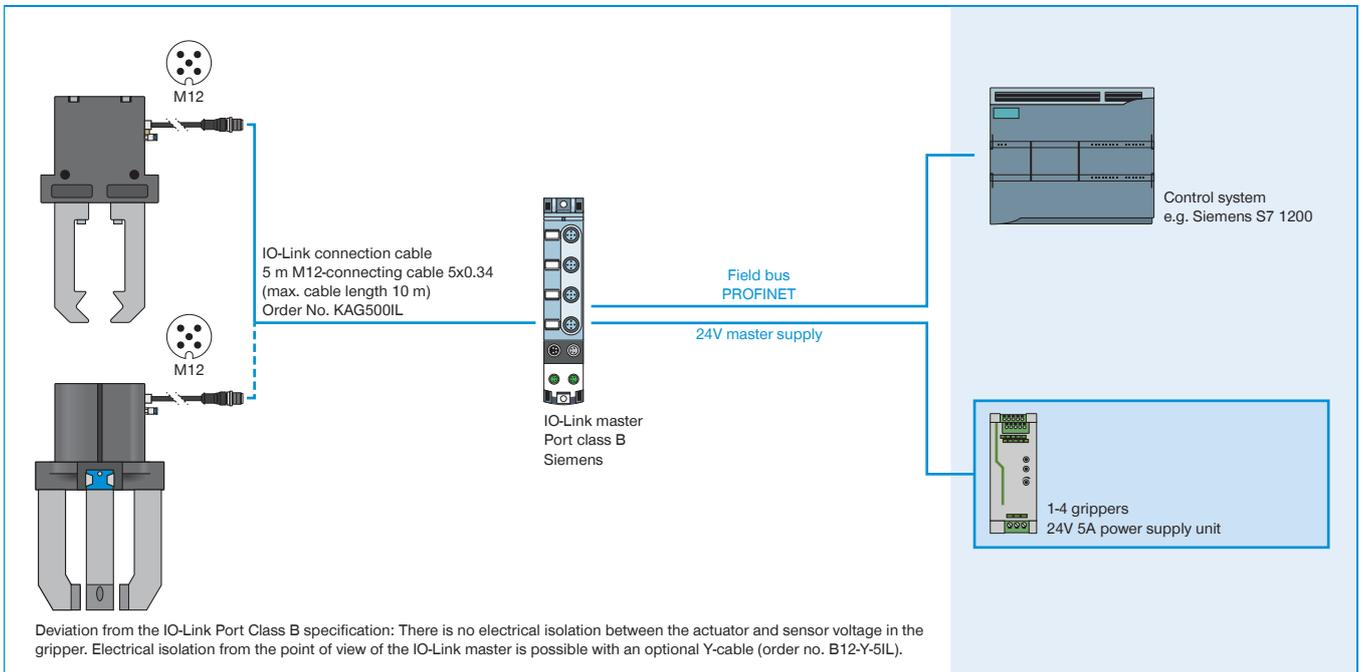 M12
Control system
e.g. Siemens S7 1200
IO-Link connection cable
5 m M12-connecting cable 5x0.34
(max. cable length 10 m)
Order No. KAG500IL
Field bus
PROFINET
24V master supply
M12
IO-Link master
Port class B
Siemens
1-4 grippers
24V 5A power supply unit
Deviation from the IO-Link Port Class B specification: There is no electrical isolation between the actuator and sensor voltage in the
gripper. Electrical isolation from the point of view of the IO-Link master is possible with an optional Y-cable (order no. B12-Y-5IL).